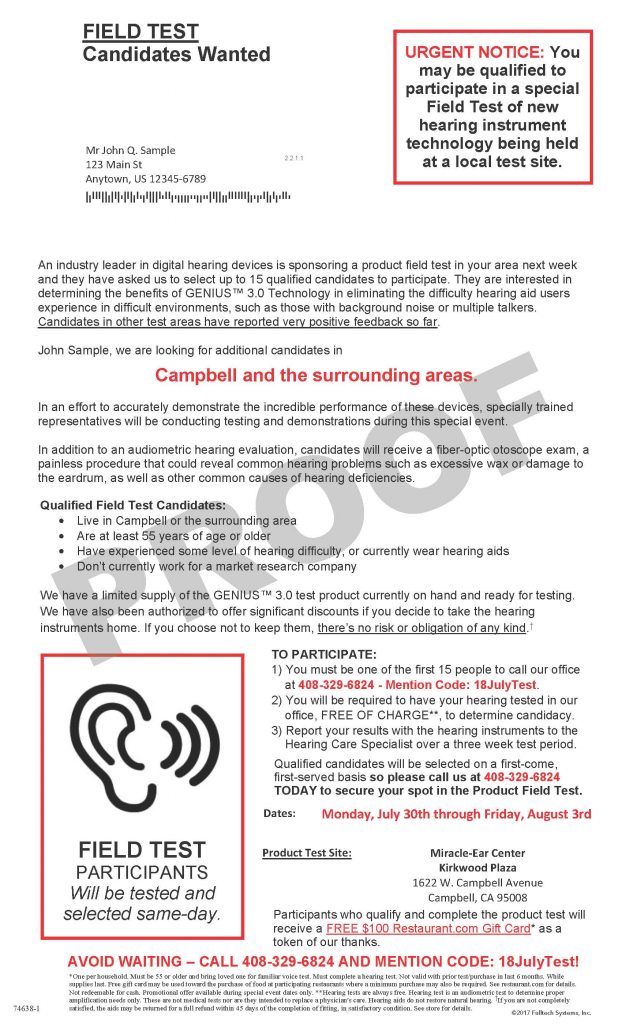 FIELD TEST
Candidates Wanted
URGENT NOTICE: You
may be qualified to
participate in a special
Field Test of new
hearing instrument
technology being held
at a local test site.
Mr John Q. Sample
123 Main St
Anytown, US 12345-6789
2211
An industry leader in digital hearing devices is sponsoring a product field test in your area next week
and they have asked us to select up to 15 qualified candidates to participate. They are interested in
determining the benefits of GENIUS™ 3.0 Technology in eliminating the difficulty hearing aid users
experience in difficult environments, such as those with background noise or multiple talkers.
Candidates in other test areas have reported very positive feedback so far.
John Sample, we are looking for additional candidates in
Campbell and the surrounding areas.
In an effort to accurately demonstrate the incredible performance of these devices, specially trained
representatives will be conducting testing and demonstrations during this special event.
In addition to an audiometric hearing evaluation, candidates will receive a fiber-optic otoscope exam, a
painless procedure that could reveal common hearing problems such as excessive wax or damage to
the eardrum, as well as other common causes of hearing deficiencies.
Qualified Field Test Candidates:
• Live in Campbell or the surrounding area
• Are at least 55 years of age or older
• Have experienced some level of hearing difficulty, or currently wear hearing aids
• Don't currently work for a market research company
We have a limited supply of the GENIUS™ 3.0 test product currently on hand and ready for testing.
We have also been authorized to offer significant discounts if you decide to take the hearing
instruments home. If you choose not to keep them, there's no risk or obligation of any kind.†
PROOF
FIELD TEST
PARTICIPANTS
Will be tested and
selected same-day.
TO PARTICIPATE:
1) You must be one of the first 15 people to call our office
at 408-329-6824 - Mention Code: 18JulyTest.
2) You will be required to have your hearing tested in our
office, FREE OF CHARGE**, to determine candidacy.
3) Report your results with the hearing instruments to the
Hearing Care Specialist over a three week test period.
Qualified candidates will be selected on a first-come,
first-served basis so please call us at 408-329-6824
TODAY to secure your spot in the Product Field Test.
Dates: Monday, July 30th through Friday, August 3rd
Product Test Site: Miracle-Ear Center
Kirkwood Plaza
1622 W. Campbell Avenue
Campbell, CA 95008
Participants who qualify and complete the product test will
receive a FREE $100 Restaurant.com Gift Card* as a
token of our thanks.
AVOID WAITING – CALL 408-329-6824 AND MENTION CODE: 18JulyTest!
*One per household. Must be 55 or older and bring loved one for familiar voice test. Must complete a hearing test. Not valid with prior test/purchase in last 6 months. While
supplies last. Free gift card may be used toward the purchase of food at participating restaurants where a minimum purchase may also be required. See restaurant.com for details.
Not redeemable for cash. Promotional offer available during special event dates only. **Hearing tests are always free. Hearing test is an audiometric test to determine proper
amplification needs only. These are not medical tests nor are they intended to replace a physician's care. Hearing aids do not restore natural hearing. †If you are not completely
satisfied, the aids may be returned for a full refund within 45 days of the completion of fitting, in satisfactory condition. See store for details.
74638-1
©2017 Fulltech Systems, Inc.